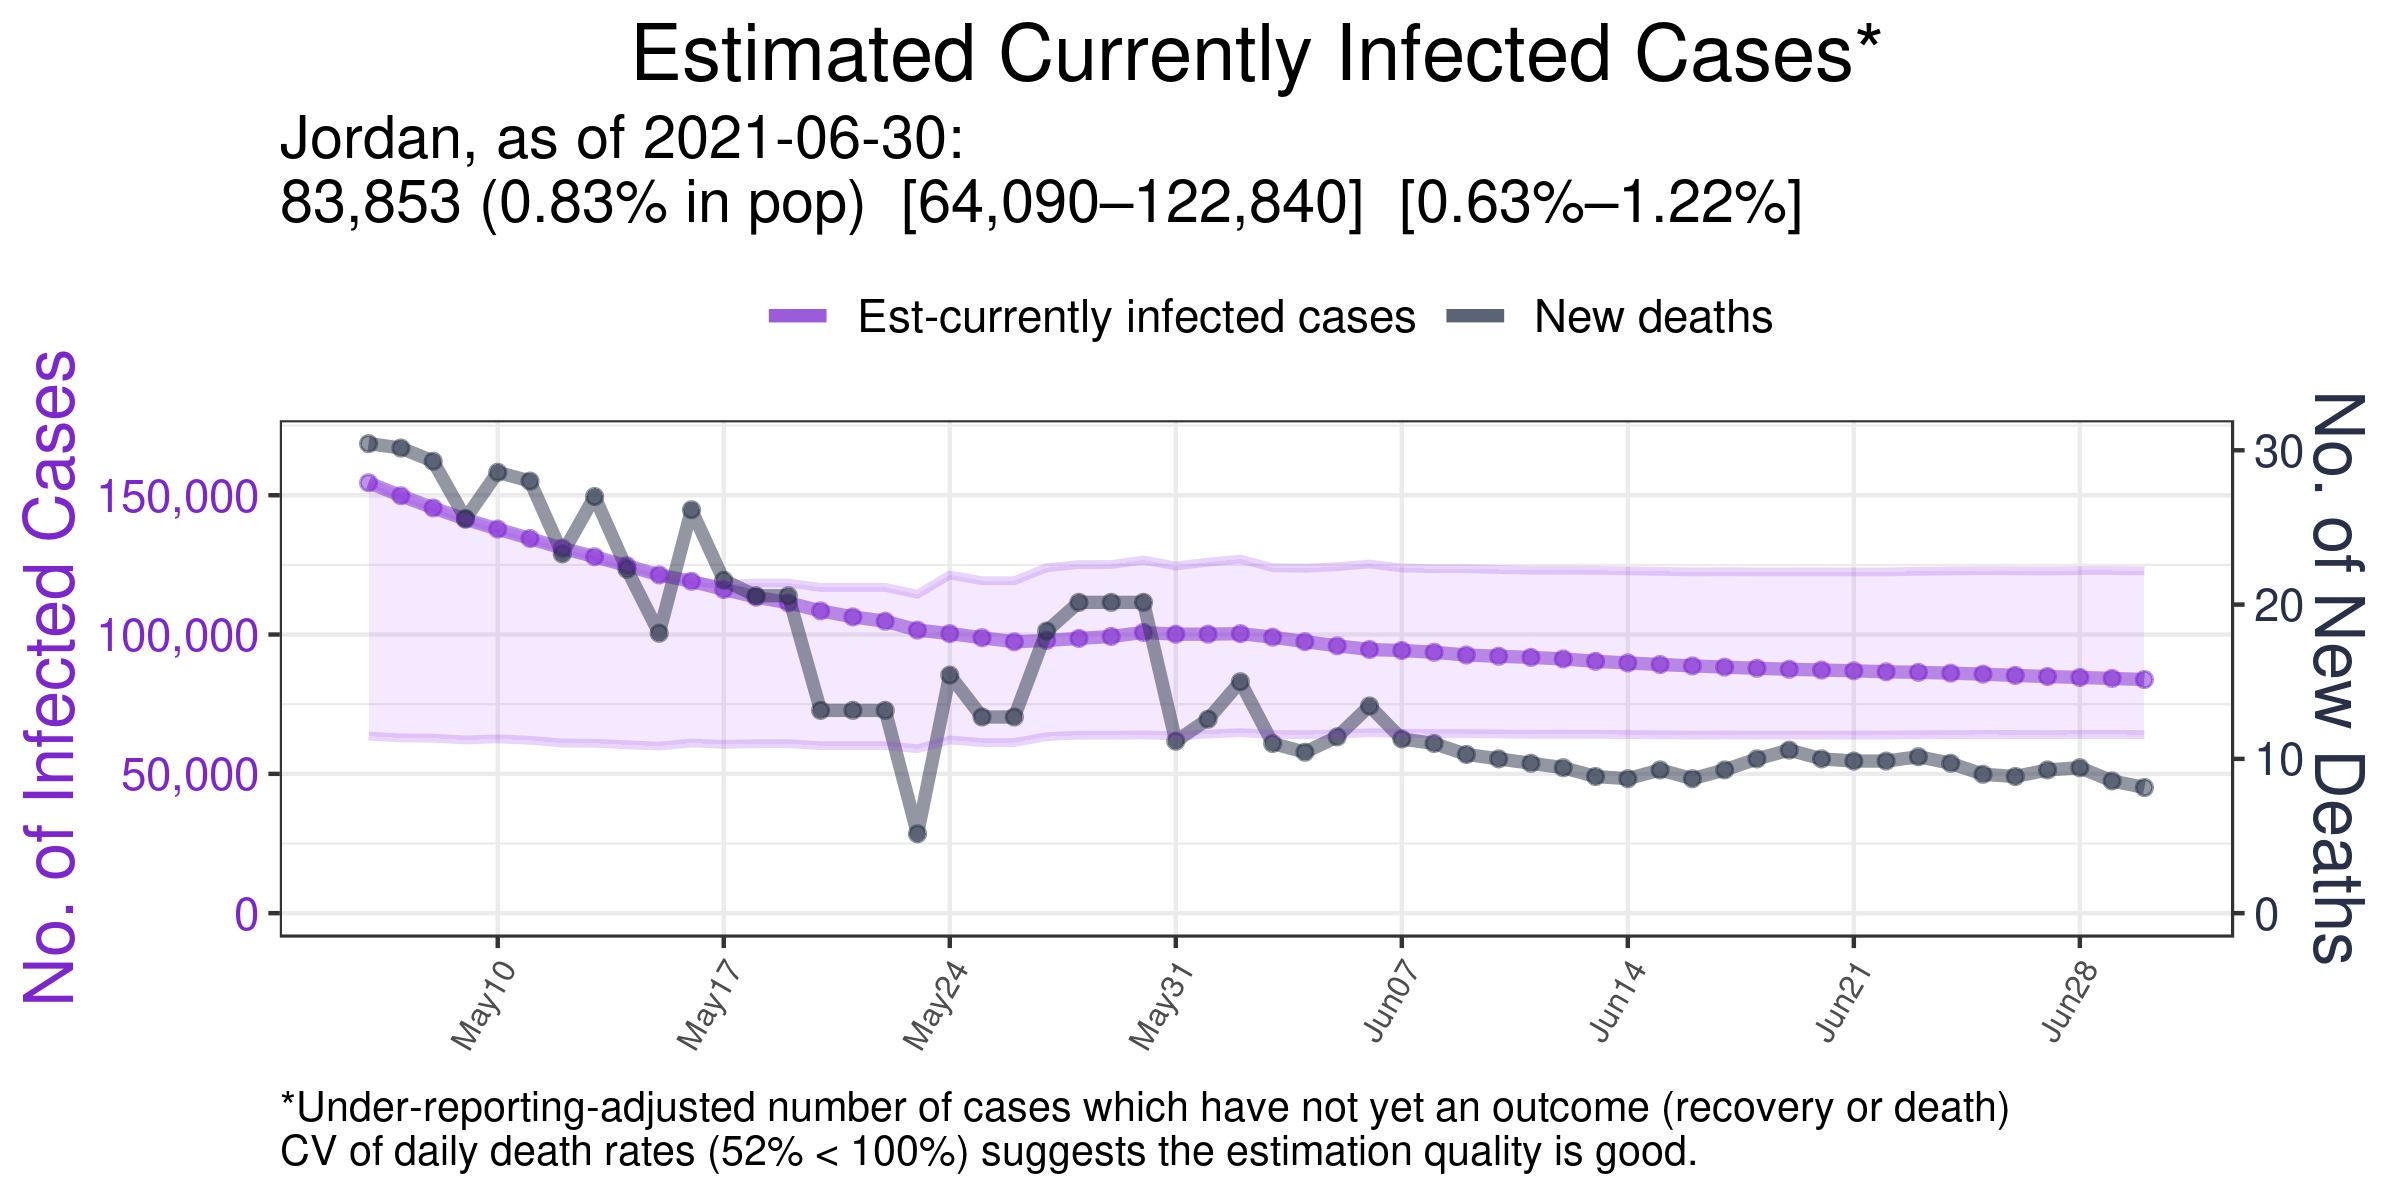 Estimated Currently Infected Cases*
Jordan, as of 2021-06-30:
83,853 (0.83% in pop)  [64,090–122,840]  [0.63%–1.22%]
Est-currently infected cases
New deaths
No. of Infected Cases
150,000
100,000
50,000
0
30
20
10
0
No. of New Deaths
May10
May17
May24
May31
Jun07
Jun14
Jun21
Jun28
*Under-reporting-adjusted number of cases which have not yet an outcome (recovery or death)
CV of daily death rates (52% < 100%) suggests the estimation quality is good.